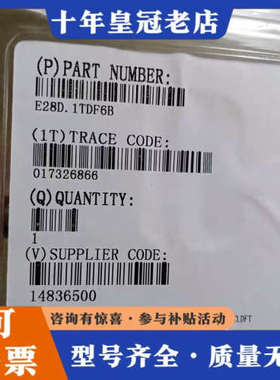 十年皇冠老店
(P)PART NUMBER:
E28D.1TDF6B
(1T)TRACE CODE:
017326866
(Q)QUANTITY:
1
(V)SUPPLIER CODE:
14836500
1DFT
咨询有惊喜·参与补贴活动
票 型号齐全·质量